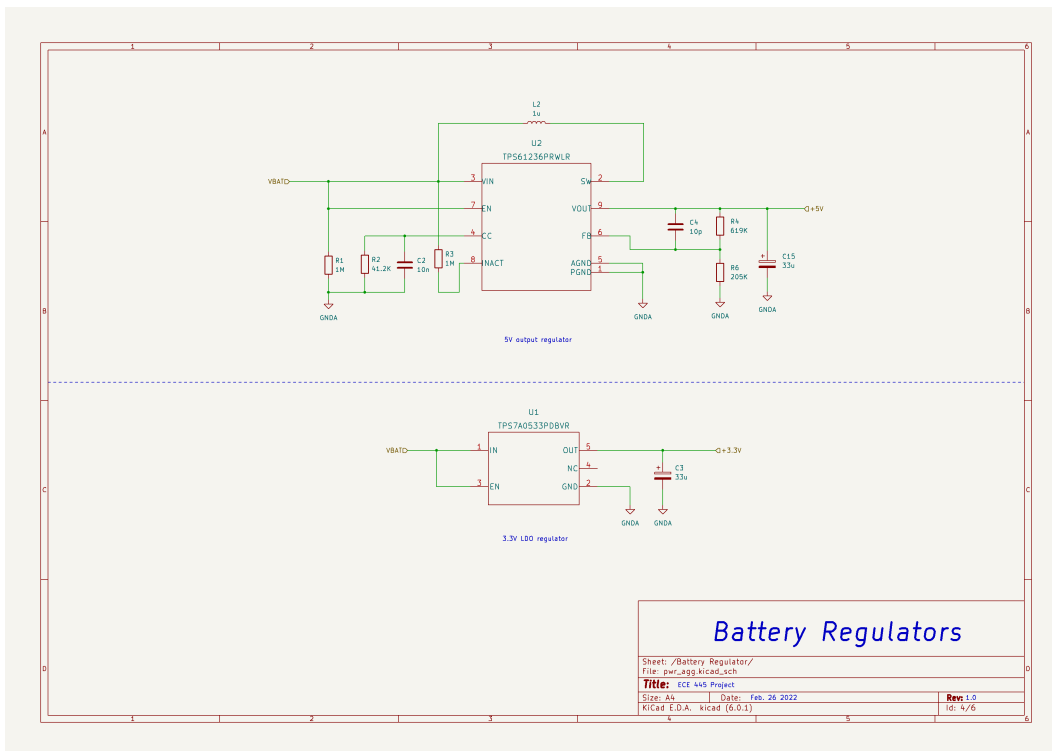 1 2 3 4 5 6
A A
L2
1u
U2
TPS61236PRWLR
VBAT 3 VIN SW 2
7 EN VOUT 9 +5V
4 CC FB 6
C4
10p
R4
619K
8 INACT AGND 5
PGND 1
R1
1M
R2
41.2K
C2
10n
R3
1M
R6
205K
+ C15
33u
GNDA GNDA GNDA GNDA
B B
5V output regulator
U1
TPS7A0533PDBVR
VBAT 1 IN OUT 5 +3.3V
NC 4
3 EN GND 2
+ C3
33u
GNDA GNDA
C C
3.3V LDO regulator
Battery Regulators
Sheet: /Battery Regulator/
File: pwr_agg.kicad_sch
D D
Title: ECE 445 Project
Size: A4 Date: Feb. 26 2022 Rev: 1.0
KiCad E.D.A. kicad (6.0.1) Id: 4/6
1 2 3 4 5 6